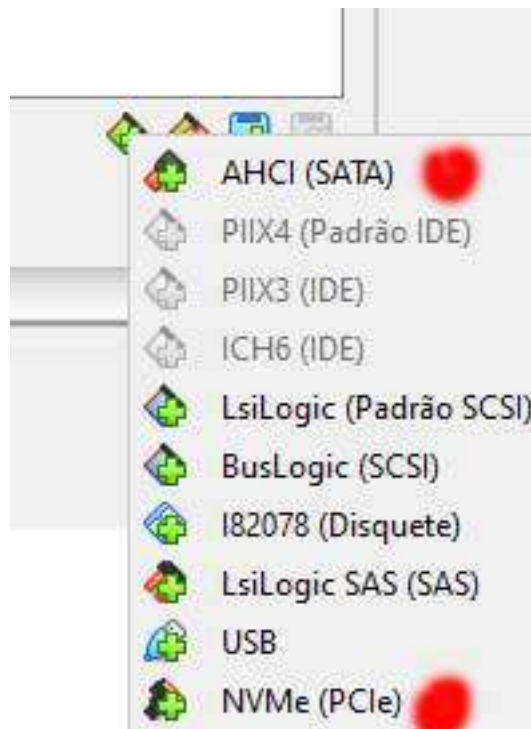 AHCI (SATA)
PIIX4 (Padrão IDE)
PIIX3 (IDE)
ICH6 (IDE)
LsiLogic (Padrão SCSI)
BusLogic (SCSI)
I82078 (Disquete)
LsiLogic SAS (SAS)
USB
NVMe (PCIe)